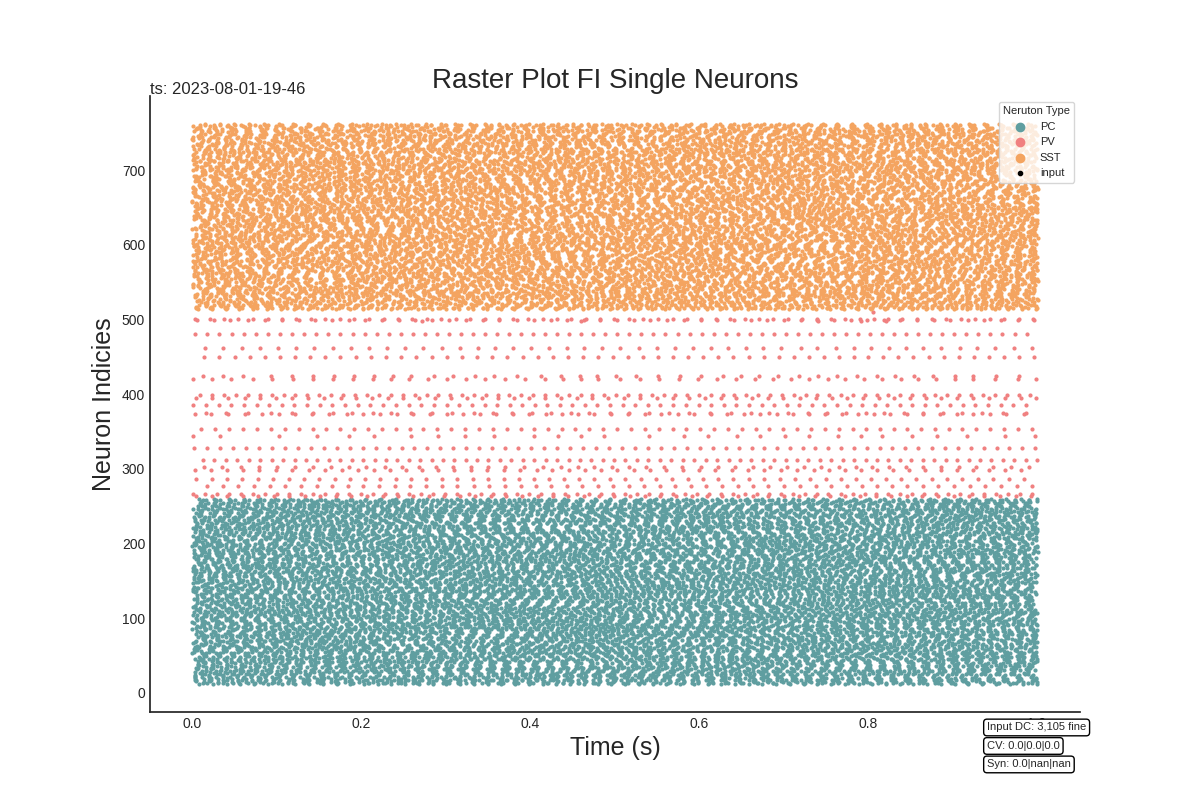 Raster Plot FI Single Neurons
ts: 2023-08-01-19-46
Neruton Type
PC
PV
SST
input
Neuron Indicies
700
600
500
400
300
200
100
0
0.0
0.2
0.4
0.6
0.8
Time (s)
Input DC: 3,105 fine
CV: 0.0|0.0|0.0
Syn: 0.0|nan|nan